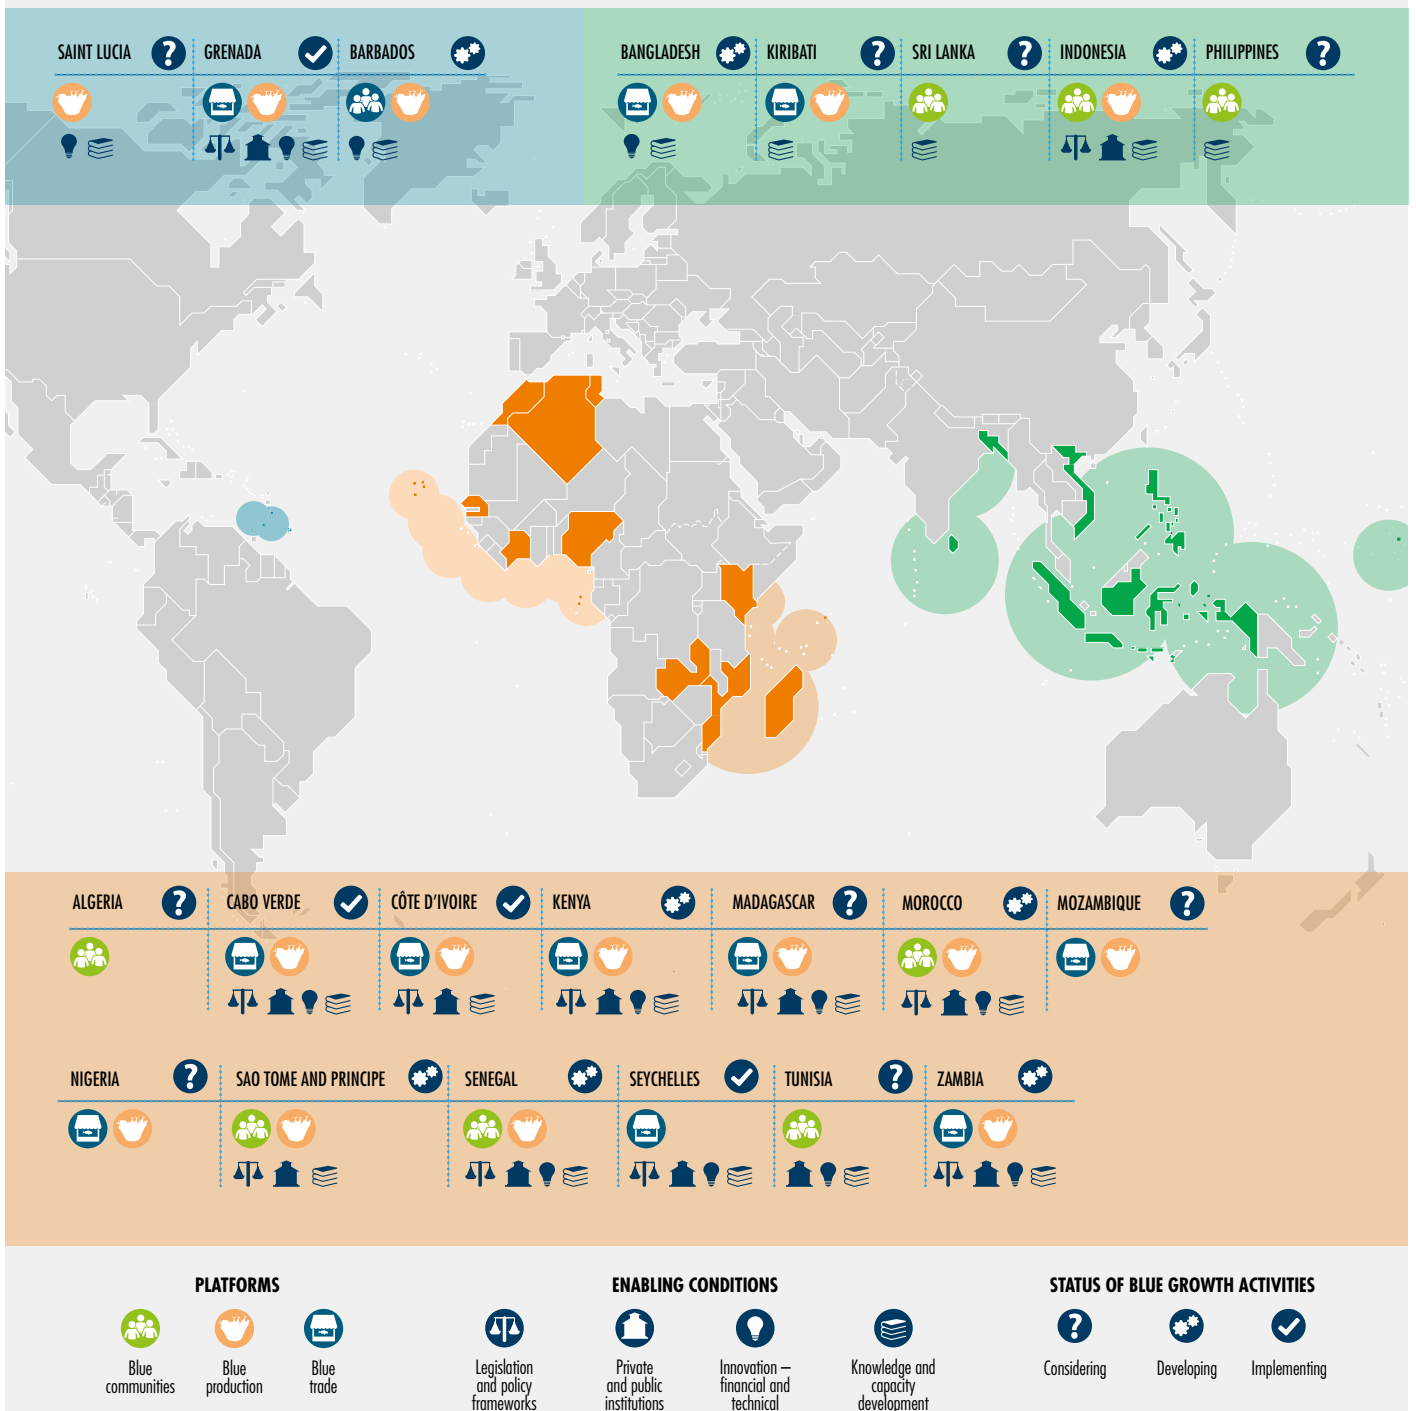 SAINT LUCIA ? GRENADA BARBADOS
BANGLADESH KIRIBATI ? SRI LANKA ? INDONESIA PHILIPPINES ?
ALGERIA ? CABO VERDE CÔTE D'IVOIRE KENYA MADAGASCAR ? MOROCCO MOZAMBIQUE ?
NIGERIA ? SAO TOME AND PRINCIPE SENEGAL SEYCHELLES TUNISIA ? ZAMBIA
PLATFORMS
Blue
communities
Blue
production
Blue
trade
ENABLING CONDITIONS
Legislation
and policy
frameworks
Private
and public
institutions
Innovation –
financial and
technical
Knowledge and
capacity
development
STATUS OF BLUE GROWTH ACTIVITIES
?
Considering
Developing
Implementing